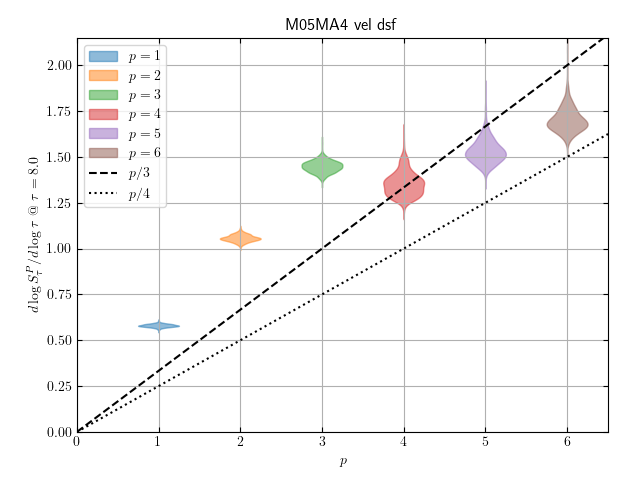 M05MA4 vel dsf
p = 1
p = 2
p = 3
p = 4
p = 5
p = 6
p/3
p/4
d log S_τ^P / d log τ @ τ = 8.0
2.00
1.75
1.50
1.25
1.00
0.75
0.50
0.25
0.00
0 1 2 3 4 5 6
p